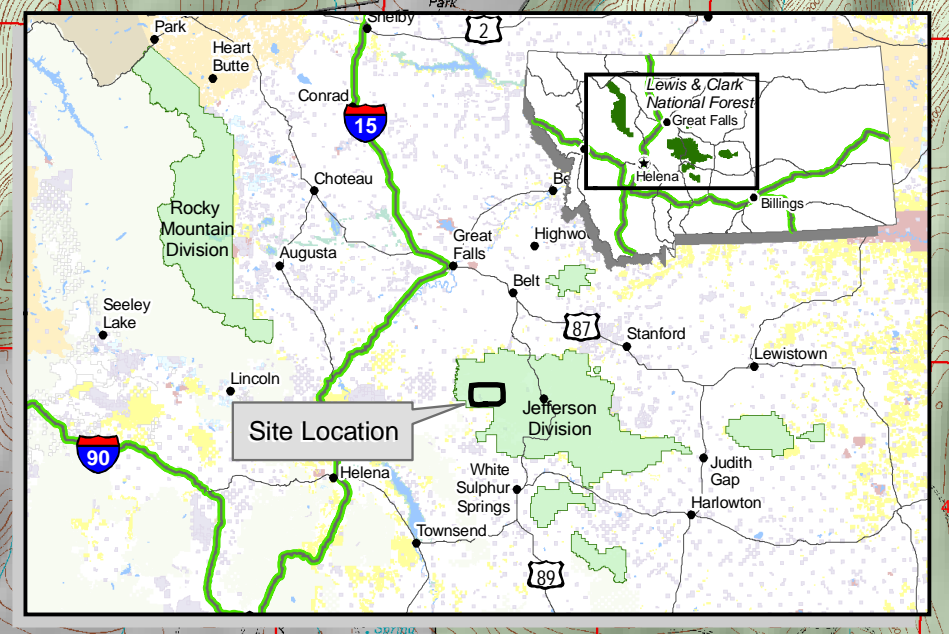 Park
Shelby
2
Park
Heart
Butte
Conrad
15
Lewis & Clark
National Forest
Great Falls
Helena
Billings
Choteau
Be
Rocky
Mountain
Division
Augusta
Great
Falls
Highwo
Belt
Seeley
Lake
87
Stanford
Lewistown
Lincoln
Site Location
Jefferson
Division
90
Helena
White
Sulphur
Springs
Judith
Gap
Harlowton
Townsend
89
Spring